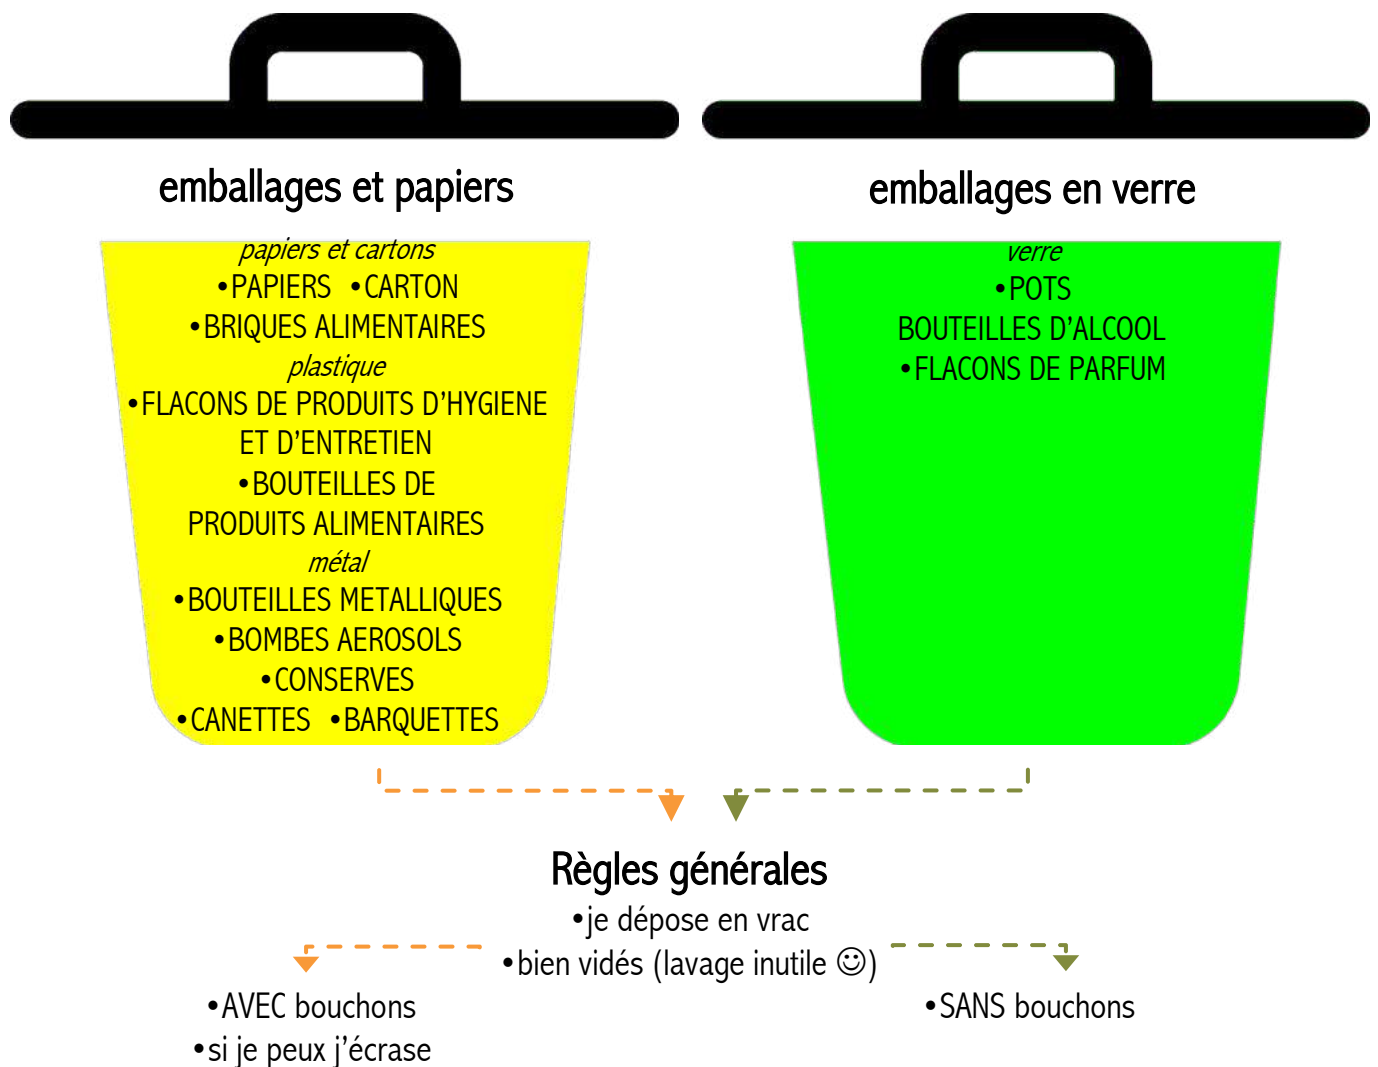 emballages et papiers
papiers et cartons
•PAPIERS •CARTON
•BRIQUES ALIMENTAIRES
plastique
•FLACONS DE PRODUITS D’HYGIENE
ET D’ENTRETIEN
•BOUTEILLES DE
PRODUITS ALIMENTAIRES
métal
•BOUTEILLES METALLIQUES
•BOMBES AEROSOLS
•CONSERVES
•CANETTES •BARQUETTES
emballages en verre
verre
•POTS
BOUTEILLES D’ALCOOL
•FLACONS DE PARFUM
Règles générales
•je dépose en vrac
•bien vidés (lavage inutile ☺)
•AVEC bouchons
•si je peux j’écrase
•SANS bouchons